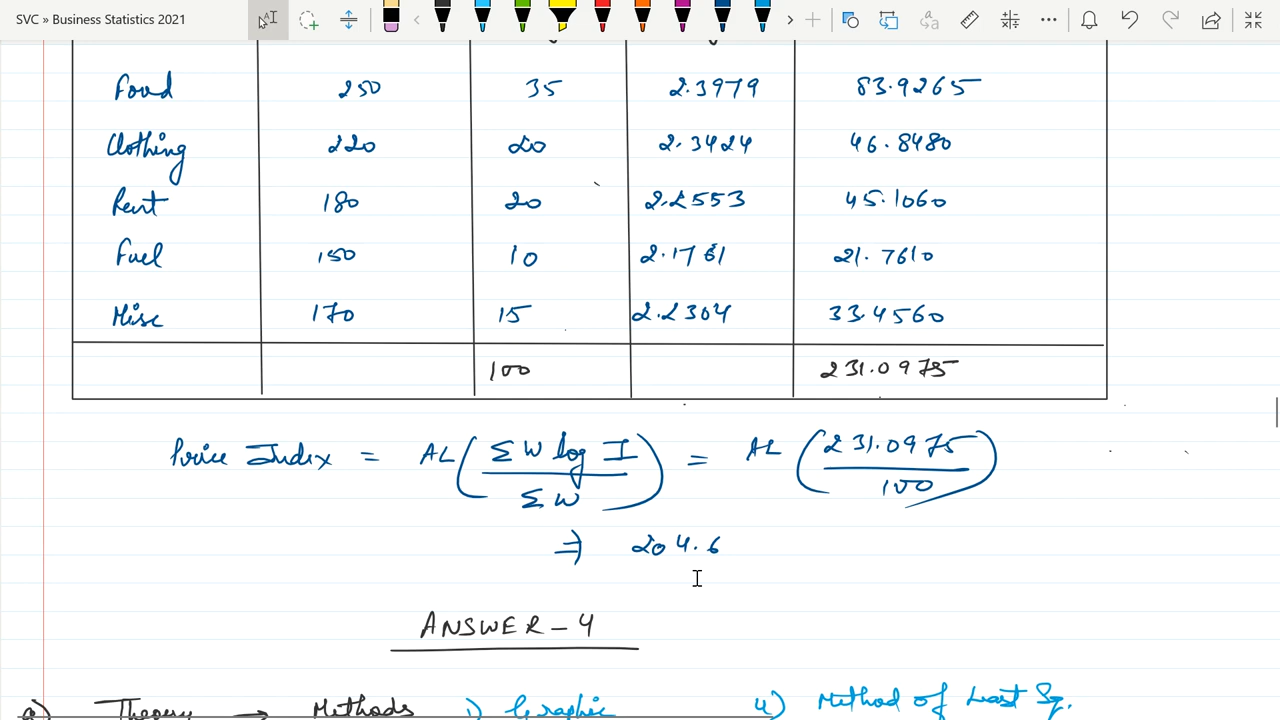 SVC » Business Statistics 2021
Food 250 35 2.3979 83.9265
Clothing 220 20 2.3424 46.8480
Rent 180 20 2.2553 45.1060
Fuel 150 10 2.1761 21.7610
Misc 170 15 2.2304 33.4560
100 231.0975
Price Index = AL ( Σ W log I / Σ W ) = AL ( 231.0975 / 100 )
⇒ 204.6
ANSWER - 4
a) Theory → Methods 1) Graphic 4) Method of Least Sq.